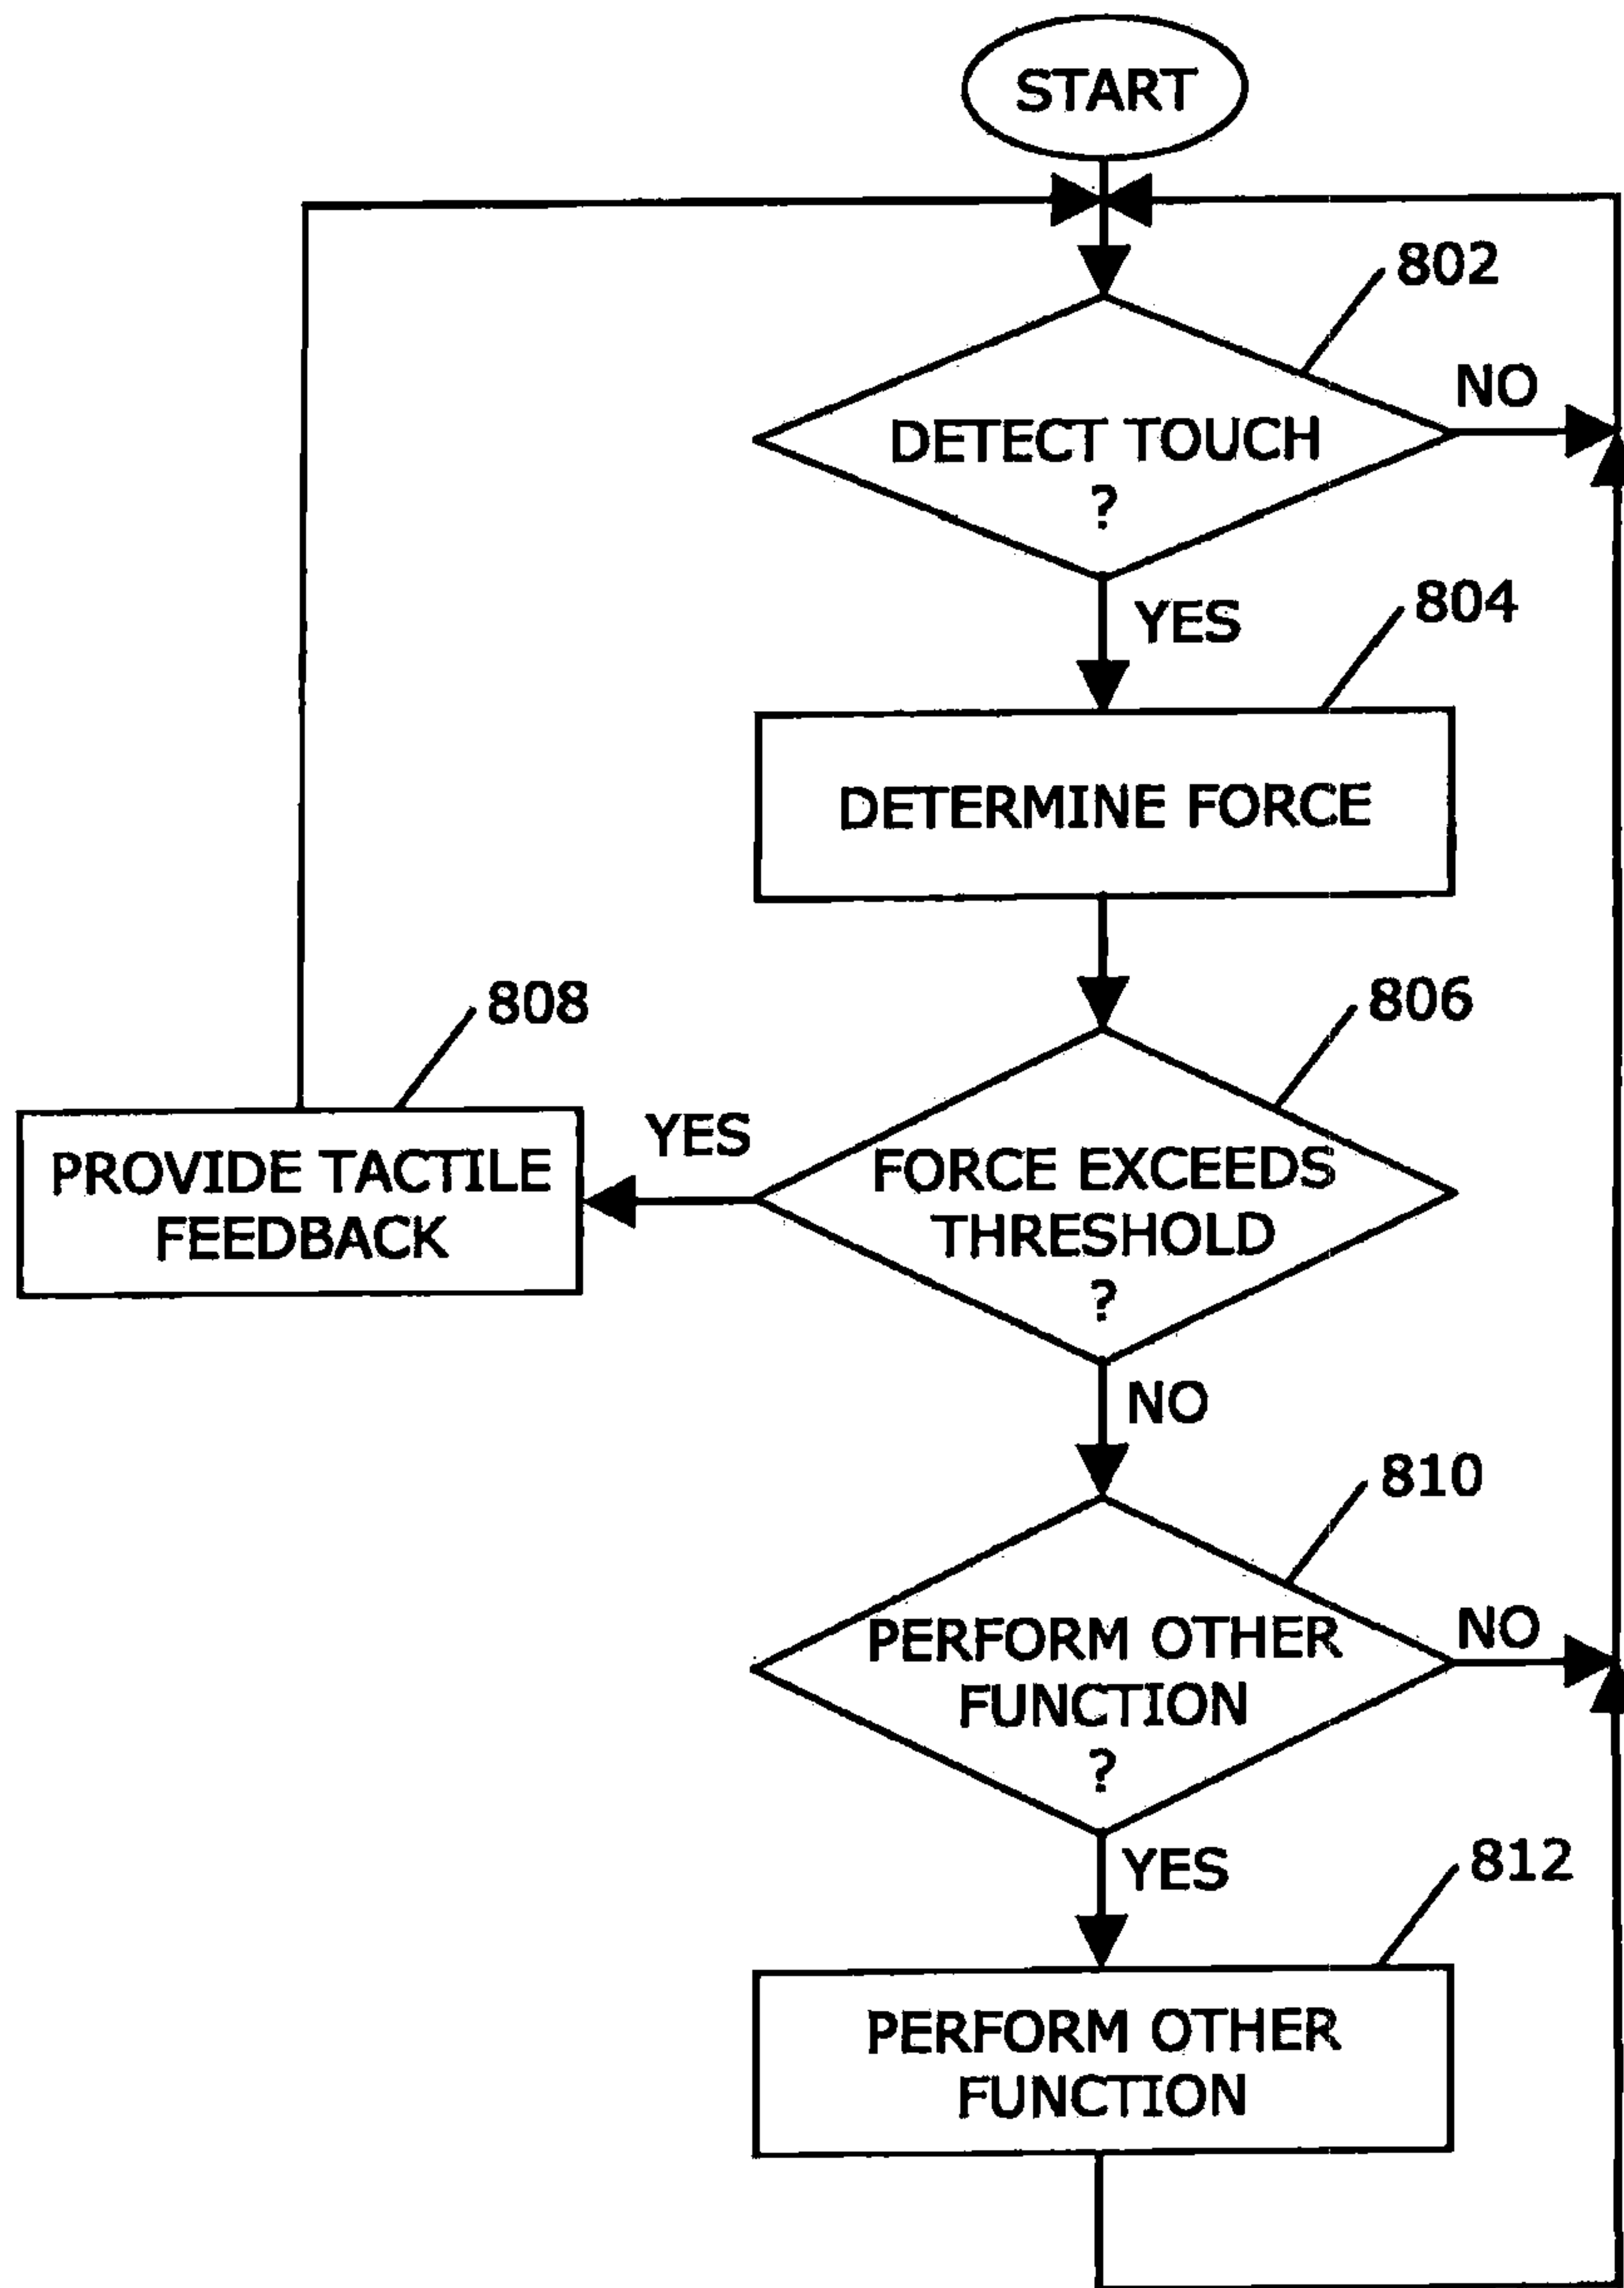 START
802
DETECT TOUCH
?
NO
YES
804
DETERMINE FORCE
806
FORCE EXCEEDS
THRESHOLD
?
YES
808
PROVIDE TACTILE
FEEDBACK
NO
810
PERFORM OTHER
FUNCTION
?
NO
YES
812
PERFORM OTHER
FUNCTION